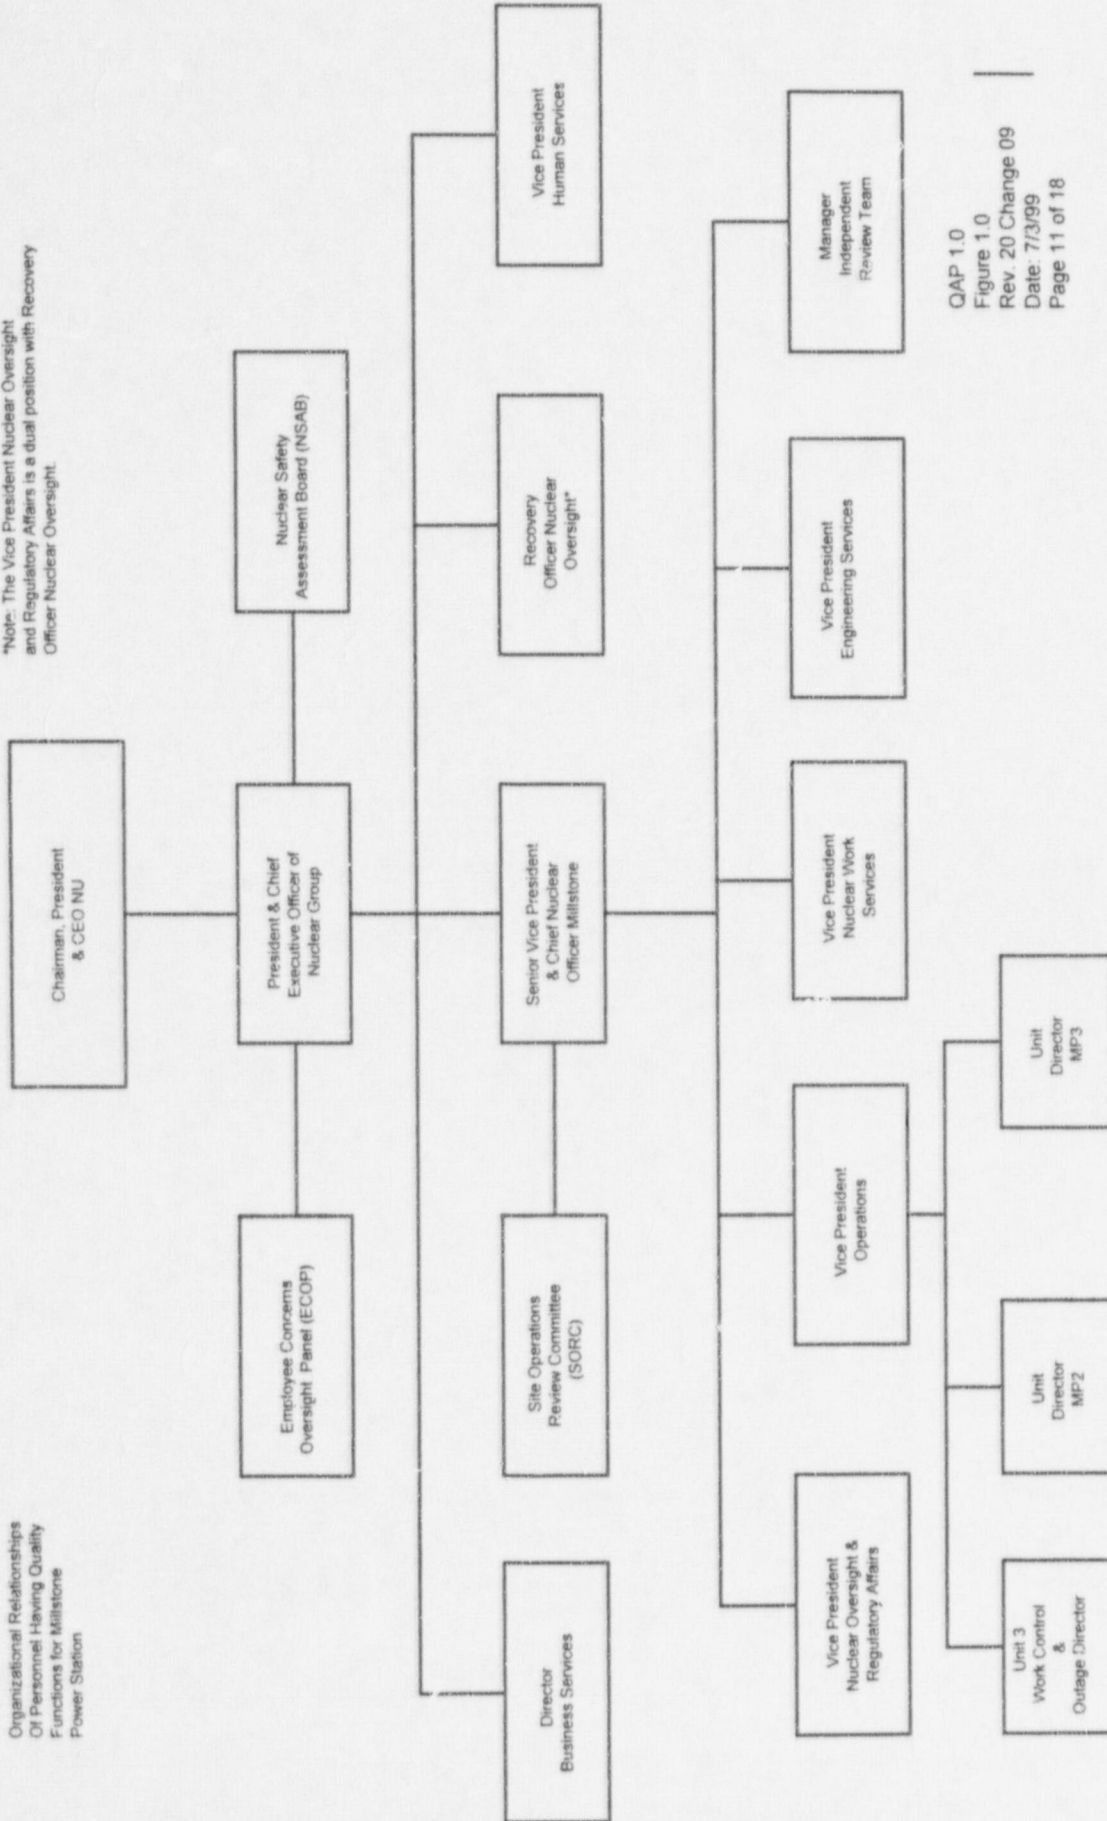 Organizational Relationships
Of Personnel Having Quality
Functions for Millstone
Power Station
*Note: The Vice President Nuclear Oversight
and Regulatory Affairs is a dual position with Recovery
Officer Nuclear Oversight.
Chairman, President
& CEO NU
Employee Concerns
Oversight Panel (ECOP)
President & Chief
Executive Officer of
Nuclear Group
Nuclear Safety
Assessment Board (NSAB)
Director
Business Services
Site Operations
Review Committee
(SORC)
Senior Vice President
& Chief Nuclear
Officer Millstone
Recovery
Officer Nuclear
Oversight*
Vice President
Human Services
Vice President
Nuclear Oversight &
Regulatory Affairs
Vice President
Operations
Vice President
Nuclear Work
Services
Vice President
Engineering Services
Manager
Independent
Review Team
Unit 3
Work Control
&
Outage Director
Unit
Director
MP2
Unit
Director
MP3
QAP 1.0
Figure 1.0
Rev. 20 Change 09
Date: 7/3/99
Page 11 of 18